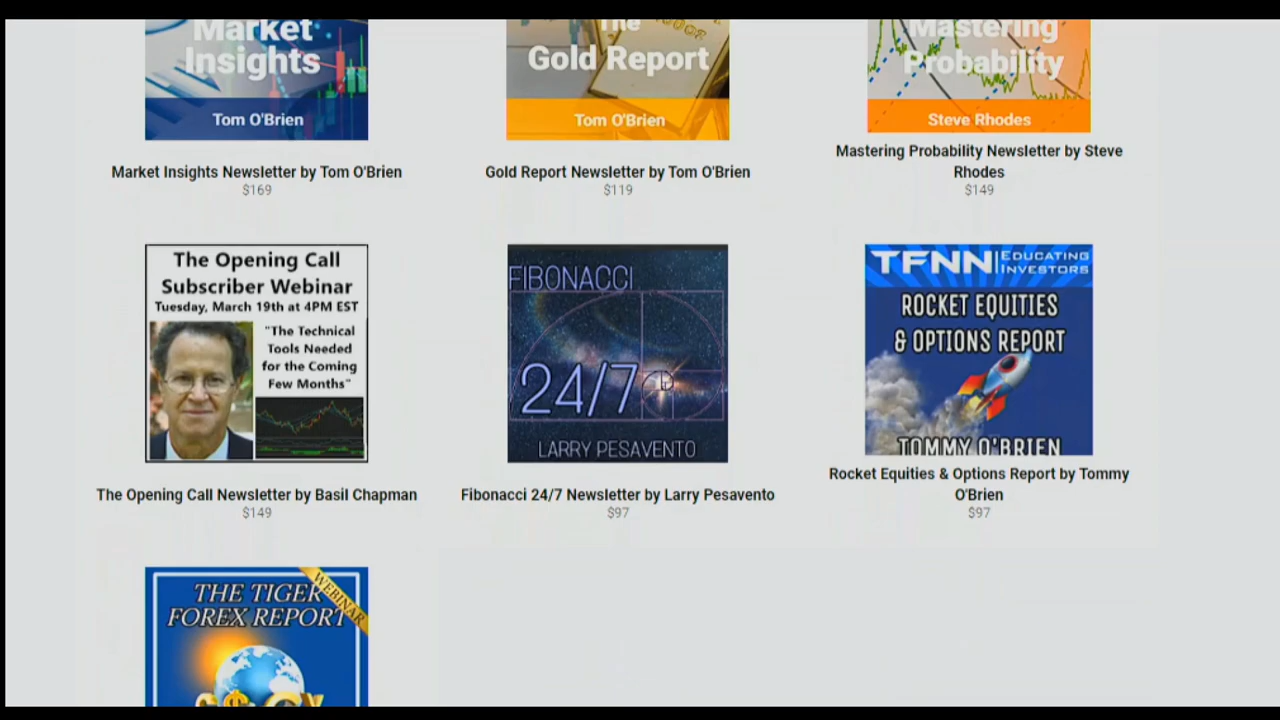 Market
Insights
Tom O'Brien
Market Insights Newsletter by Tom O'Brien
$169
The
Gold Report
Tom O'Brien
Gold Report Newsletter by Tom O'Brien
$119
Mastering
Probability
Steve Rhodes
Mastering Probability Newsletter by Steve
Rhodes
$149
The Opening Call
Subscriber Webinar
Tuesday, March 19th at 4PM EST
"The Technical
Tools Needed
for the Coming
Few Months"
The Opening Call Newsletter by Basil Chapman
$149
FIBONACCI
24/7
LARRY PESAVENTO
Fibonacci 24/7 Newsletter by Larry Pesavento
$97
TFNN EDUCATING
INVESTORS
ROCKET EQUITIES
& OPTIONS REPORT
TOMMY O'BRIEN
Rocket Equities & Options Report by Tommy
O'Brien
$97
WEBINAR
THE TIGER
FOREX REPORT